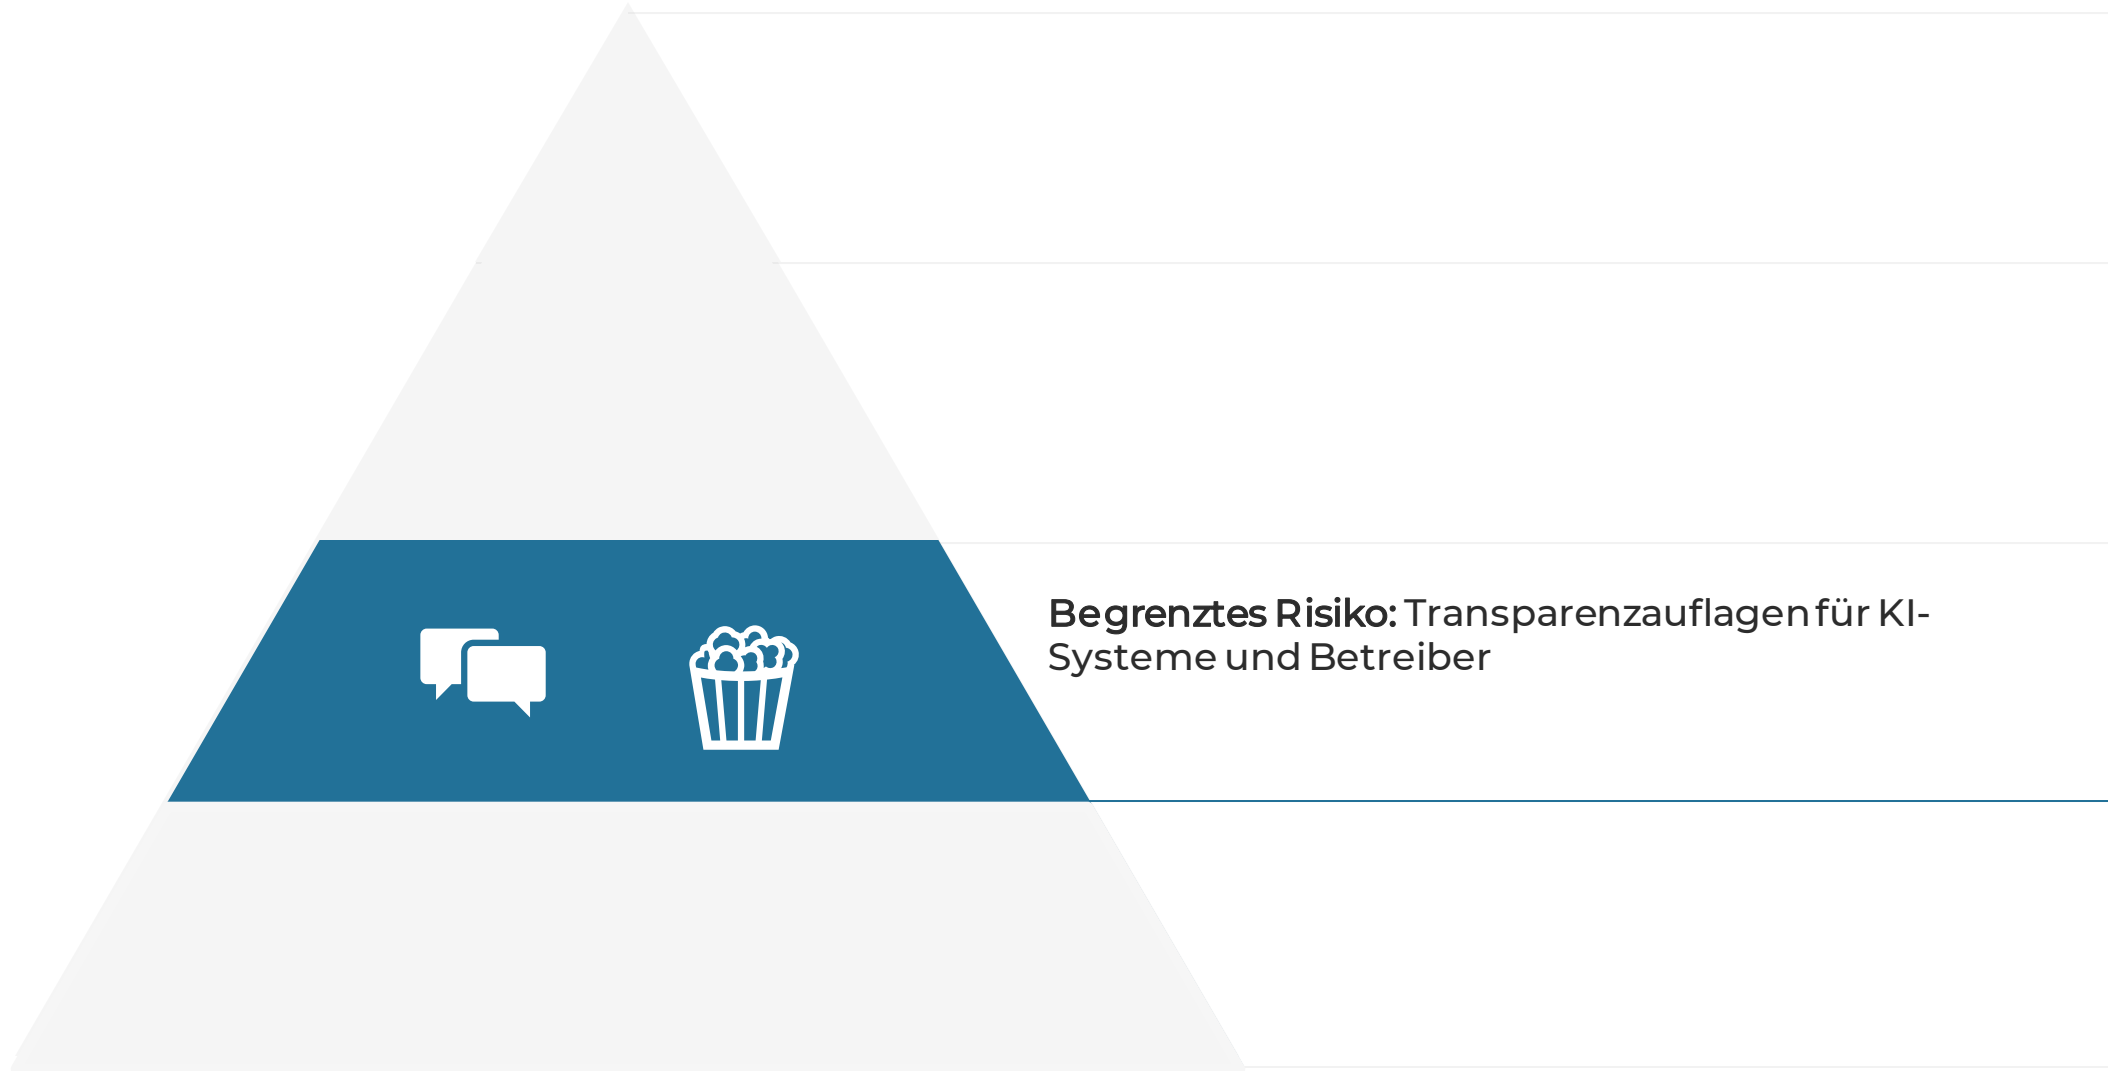 Begrenztes Risiko: Transparenzauflagen für KI-
Systeme und Betreiber